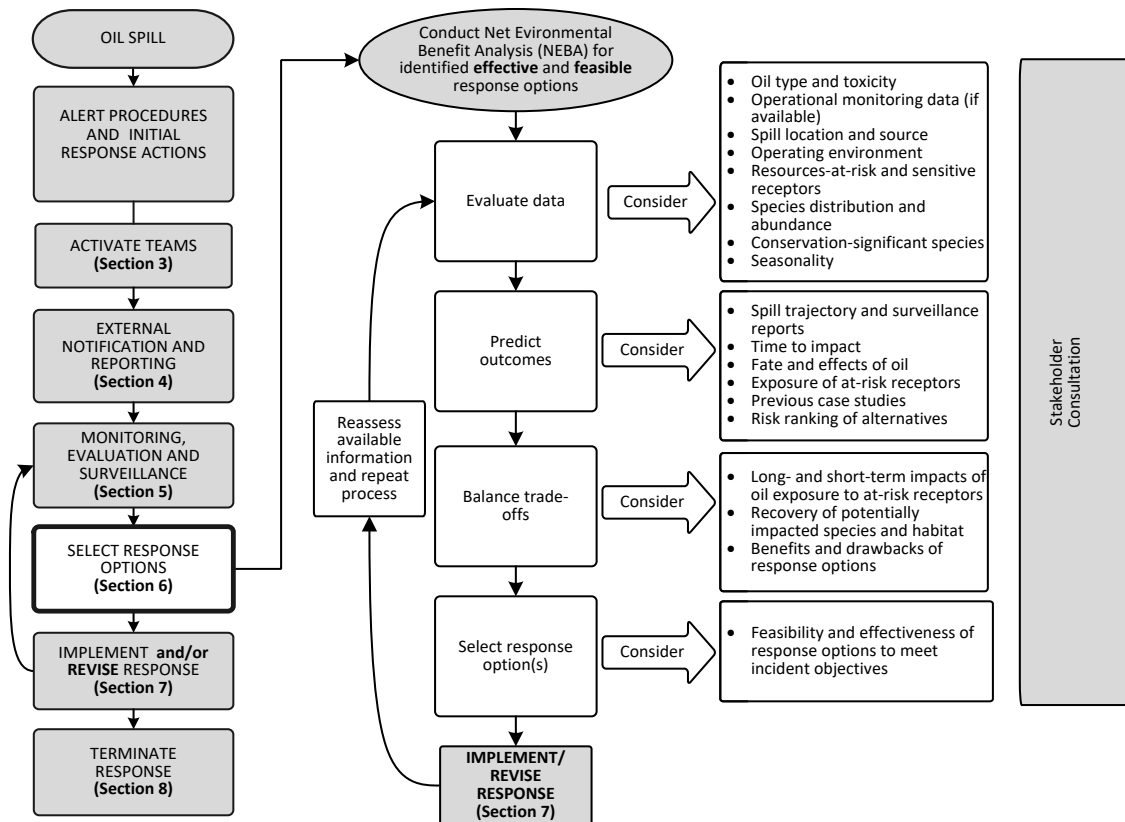 OIL SPILL
ALERT PROCEDURES
AND INITIAL
RESPONSE ACTIONS
ACTIVATE TEAMS
(Section 3)
EXTERNAL
NOTIFICATION AND
REPORTING
(Section 4)
MONITORING,
EVALUATION AND
SURVEILLANCE
(Section 5)
SELECT RESPONSE
OPTIONS
(Section 6)
IMPLEMENT and/or
REVISE RESPONSE
(Section 7)
TERMINATE
RESPONSE
(Section 8)
Conduct Net Evironmental
Benefit Analysis (NEBA) for
identified effective and feasible
response options
Evaluate data
Consider
• Oil type and toxicity
• Operational monitoring data (if
available)
• Spill location and source
• Operating environment
• Resources-at-risk and sensitive
receptors
• Species distribution and
abundance
• Conservation-significant species
• Seasonality
Predict
outcomes
Consider
• Spill trajectory and surveillance
reports
• Time to impact
• Fate and effects of oil
• Exposure of at-risk receptors
• Previous case studies
• Risk ranking of alternatives
Reassess
available
information
and repeat
process
Balance trade-
offs
Consider
• Long- and short-term impacts of
oil exposure to at-risk receptors
• Recovery of potentially
impacted species and habitat
• Benefits and drawbacks of
response options
Select response
option(s)
Consider
• Feasibility and effectiveness of
response options to meet
incident objectives
IMPLEMENT/
REVISE
RESPONSE
(Section 7)
Stakeholder
Consultation